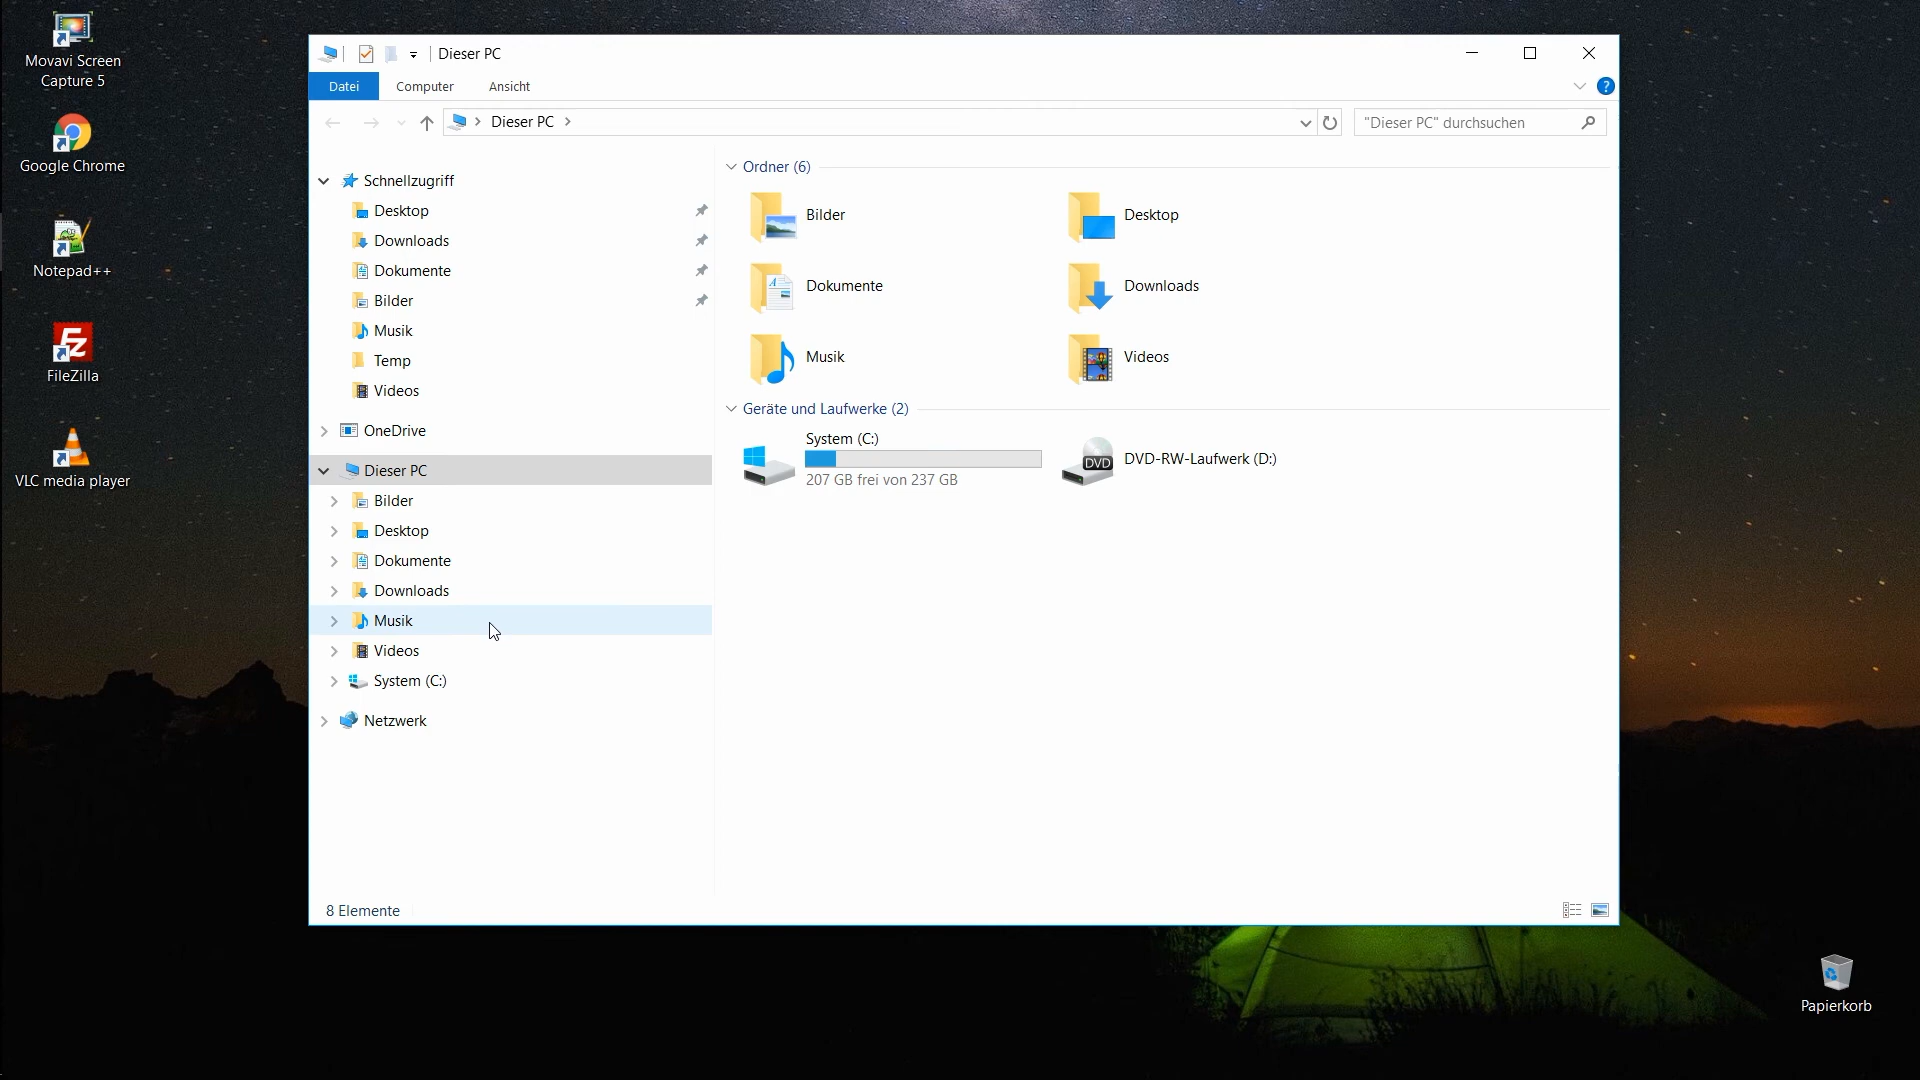 Movavi Screen
Capture 5
Google Chrome
Notepad++
FileZilla
VLC media player
Dieser PC
Datei
Computer
Ansicht
?
Dieser PC
"Dieser PC" durchsuchen
Schnellzugriff
Desktop
Downloads
Dokumente
Bilder
Musik
Temp
Videos
OneDrive
Dieser PC
Bilder
Desktop
Dokumente
Downloads
Musik
Videos
System (C:)
Netzwerk
Ordner (6)
Bilder
Desktop
Dokumente
Downloads
Musik
Videos
Geräte und Laufwerke (2)
System (C:)
207 GB frei von 237 GB
DVD
DVD-RW-Laufwerk (D:)
8 Elemente
Papierkorb